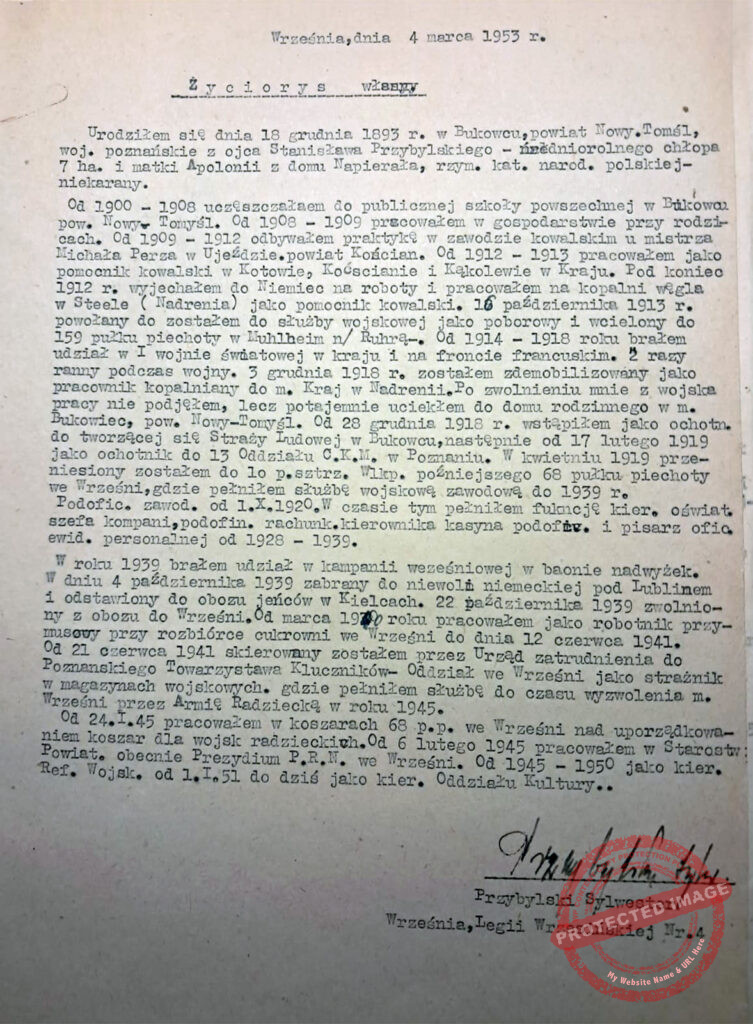 Września,dnia 4 marca 1953 r.
Życiorys własny
Urodziłem się dnia 18 grudnia 1893 r. w Bukowcu,powiat Nowy.Tomśl,
woj. poznańskie z ojca Stanisława Przybylskiego - średniorolnego chłopa
7 ha. i matki Apolonii z domu Napierała, rzym. kat. narod. polskiej-
niekarany.
Od 1900 - 1908 uczęszczałaem do publicznej szkoły powszechnej w Bukowcu
pow. Nowy- Tomyśl. Od 1908 - 1909 pracowałem w gospodarstwie przy rodzi-
cach. Od 1909 - 1912 odbywałem praktykę w zawodzie kowalskim u mistrza
Michała Perza w Ujeździe.powiat Kościan. Od 1912 - 1913 pracowałem jako
pomocnik kowalski w Kotowie, Koścscianie i Kąkolewie w Kraju. Pod koniec
1912 r. wyjechałem do Niemiec na roboty i pracowałem na kopalni węgla
w Steele ( Nadrenia) jako pomocnik kowalski. 16 października 1913 r.
powołany do zostałem do służby wojskowej jako poborowy i wcielony do
159 pułku piechoty w Muhlheim n/ Ruhrą-. Od 1914 - 1918 roku brałem
udział w I wojnie światowej w kraju i na froncie francuskim. 2 razy
ranny podczas wojny. 3 grudnia 1918 r. zostałem zdemobilizowany jako
pracownik kopalniany do m. Kraj w Nadrenii.Po zwolnieniu mnie z wojska
pracy nie podjęłem, lecz potajemnie uciekłem do domu rodzinnego w m.
Bukowiec, pow. Nowy-Tomyśl. Od 28 grudnia 1918 r. wstąpiłem jako ochotn.
do tworzącej się Straży Ludowej w Bukowcu,następnie od 17 lutego 1919
jako ochotnik do 13 Oddziału C.K.M. w Poznaniu. W kwietniu 1919 prze-
niesiony zostałem do 1o p.sztrz. Wlkp. poźniejszego 68 pułku piechoty
we Wrześni,gdzie pełniłem służbę wojskową zawodową do 1939 r.
Podofic. zawod. od 1.X.1920.W czasie tym pełniłem fukncję kier. oświat.
szefa kompani,podofin. rachunk.kierownika kasyna podofic. i pisarz ofic.
ewid. personalnej od 1928 - 1939.
W roku 1939 brałem udział w kampanii wześniowej w baonie nadwyżek.
W dniu 4 października 1939 zabrany do niewoli niemeckiej pod Lublinem
i odstawiony do obozu jeńców w Kielcach. 22 października 1939 zwolnio-
ny z obozu do Wrześni.Od marca 1940 roku pracowałem jako robotnik przy-
musowy przy rozbiórce cukrowni we Wrześni do dnia 12 czerwca 1941.
Od 21 czerwca 1941 skierowany zostałem przez Urząd zatrudnienia do
Poznanskiego Towarzystwa Kluczników- Oddział we Wrześni jako strażnik
w magazynach wojskowych. gdzie pełniłem służbę do czasu wyzwolenia m.
Wrześni przez Armię Radziecką w roku 1945.
Od 24.I.45 pracowałem w koszarach 68 p.p. we Wrześni nad uporządkowa-
niem koszar dla wojsk radzieckich.Od 6 lutego 1945 pracowałem w Starostw:
Powiat. obecnie Prezydium P.R.N. we Wrześni. Od 1945 - 1950 jako kier.
Ref. Wojsk. od 1.I.51 do dziś jako kier. Oddziału Kultury..
Przybylski Sylw.
Przybylski Sylwester
Września,Legii Wrzesińskiej Nr.4
PROTECTED IMAGE
My Website Name & URL Here